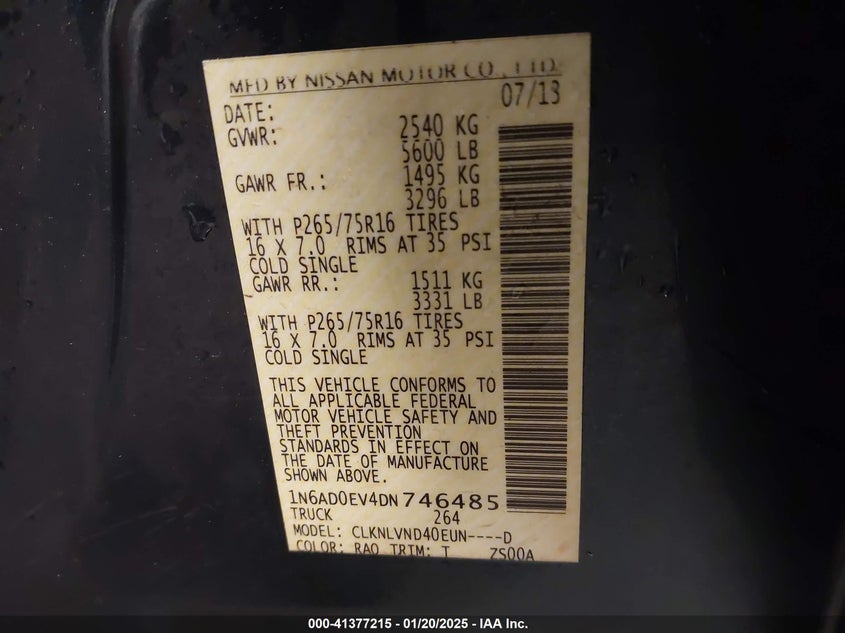 MFD BY NISSAN MOTOR CO., LTD.
DATE: 07/13
GVWR: 2540 KG
5600 LB
GAWR FR.: 1495 KG
3296 LB
WITH P265/75R16 TIRES
16 X 7.0 RIMS AT 35 PSI
COLD SINGLE
GAWR RR.: 1511 KG
3331 LB
WITH P265/75R16 TIRES
16 X 7.0 RIMS AT 35 PSI
COLD SINGLE
THIS VEHICLE CONFORMS TO
ALL APPLICABLE FEDERAL
MOTOR VEHICLE SAFETY AND
THEFT PREVENTION
STANDARDS IN EFFECT ON
THE DATE OF MANUFACTURE
SHOWN ABOVE.
1N6AD0EV4DN746485
TRUCK 264
MODEL: CLKNLVND40EUN----D
COLOR: RAQ TRIM: T ZS00A
000-41377215 - 01/20/2025 - IAA Inc.